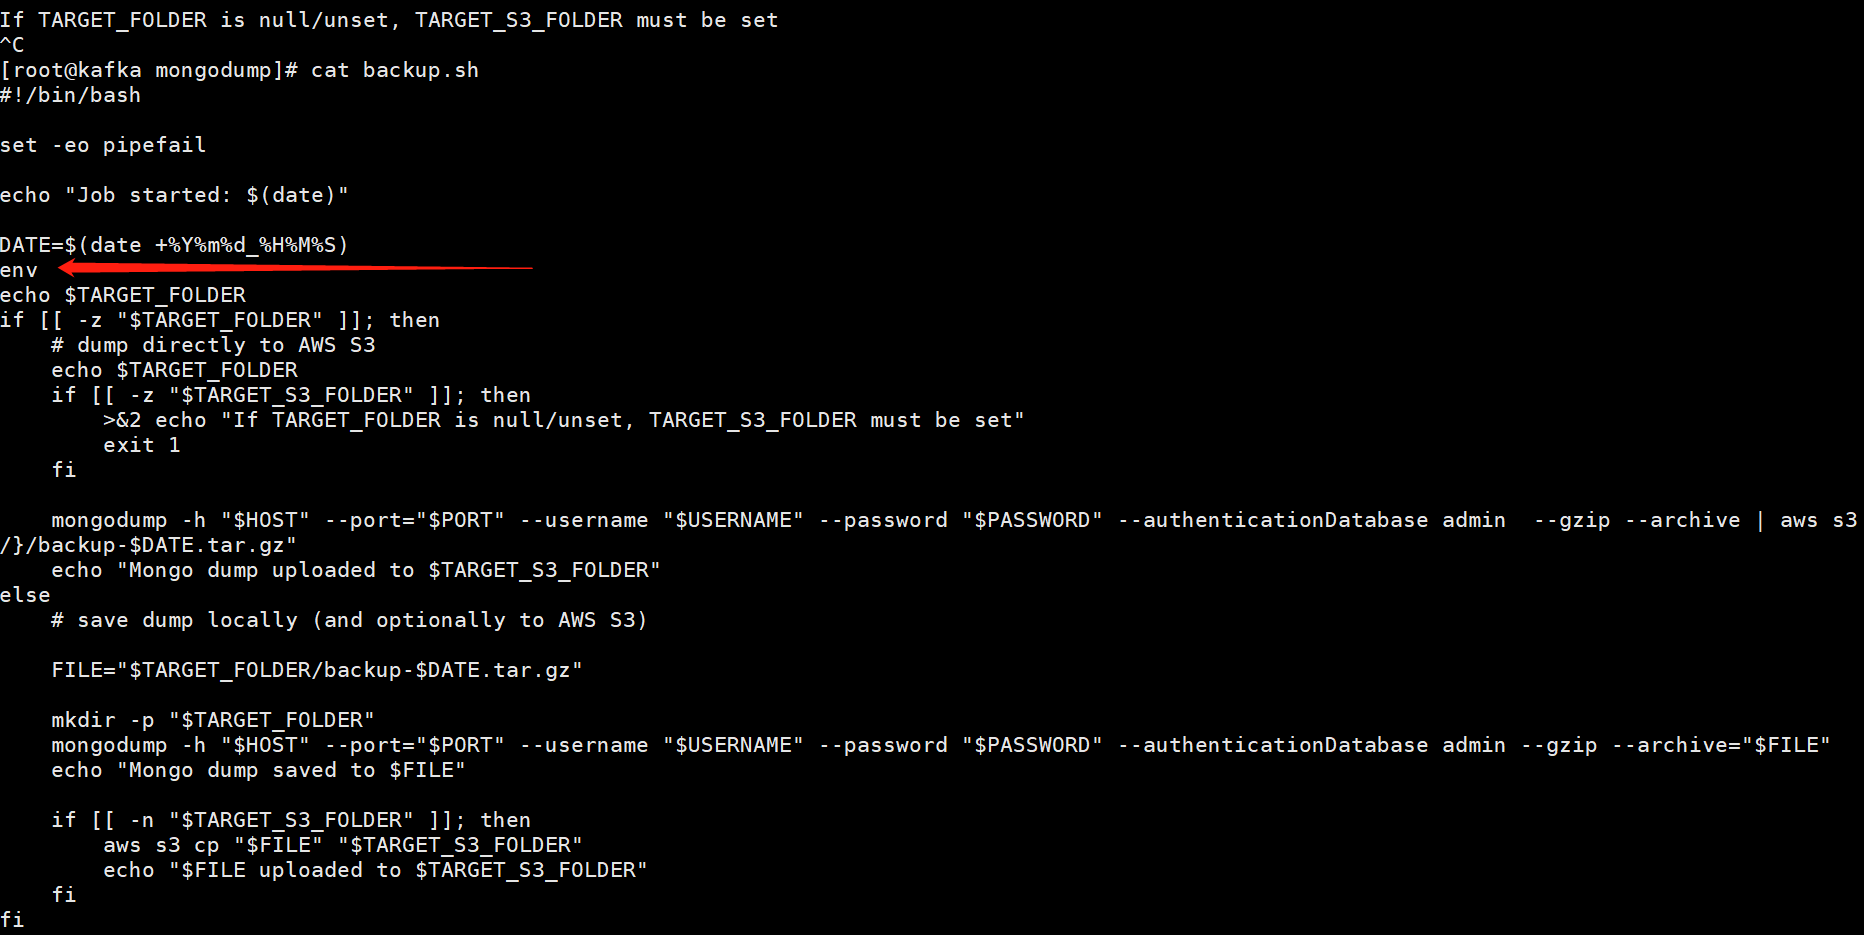 If TARGET_FOLDER is null/unset, TARGET_S3_FOLDER must be set
^C
[root@kafka mongodump]# cat backup.sh
#!/bin/bash
set -eo pipefail
echo "Job started: $(date)"
DATE=$(date +%Y%m%d_%H%M%S)
env
echo $TARGET_FOLDER
if [[ -z "$TARGET_FOLDER" ]]; then
    # dump directly to AWS S3
    echo $TARGET_FOLDER
    if [[ -z "$TARGET_S3_FOLDER" ]]; then
        >&2 echo "If TARGET_FOLDER is null/unset, TARGET_S3_FOLDER must be set"
        exit 1
    fi
    mongodump -h "$HOST" --port="$PORT" --username "$USERNAME" --password "$PASSWORD" --authenticationDatabase admin  --gzip --archive | aws s3
/}/backup-$DATE.tar.gz"
    echo "Mongo dump uploaded to $TARGET_S3_FOLDER"
else
    # save dump locally (and optionally to AWS S3)
    FILE="$TARGET_FOLDER/backup-$DATE.tar.gz"
    mkdir -p "$TARGET_FOLDER"
    mongodump -h "$HOST" --port="$PORT" --username "$USERNAME" --password "$PASSWORD" --authenticationDatabase admin --gzip --archive="$FILE"
    echo "Mongo dump saved to $FILE"
    if [[ -n "$TARGET_S3_FOLDER" ]]; then
        aws s3 cp "$FILE" "$TARGET_S3_FOLDER"
        echo "$FILE uploaded to $TARGET_S3_FOLDER"
    fi
fi